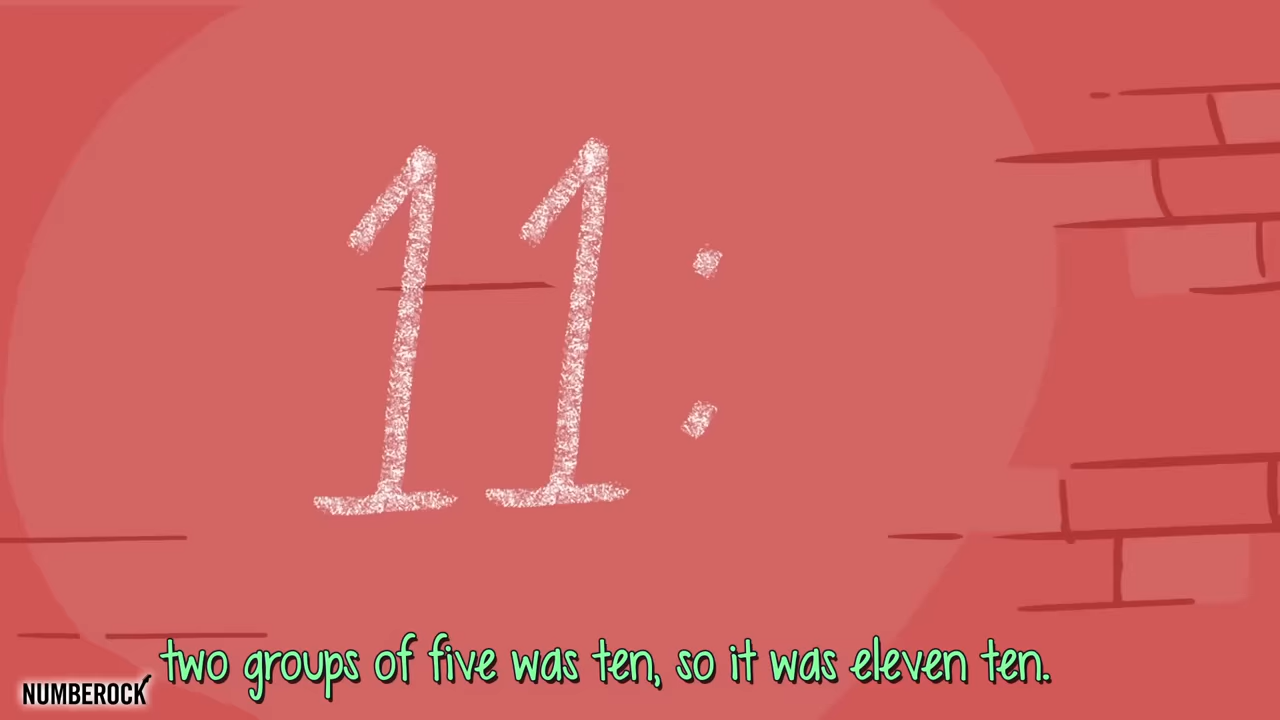 11:
two groups of five was ten, so it was eleven ten.
NUMBEROCK